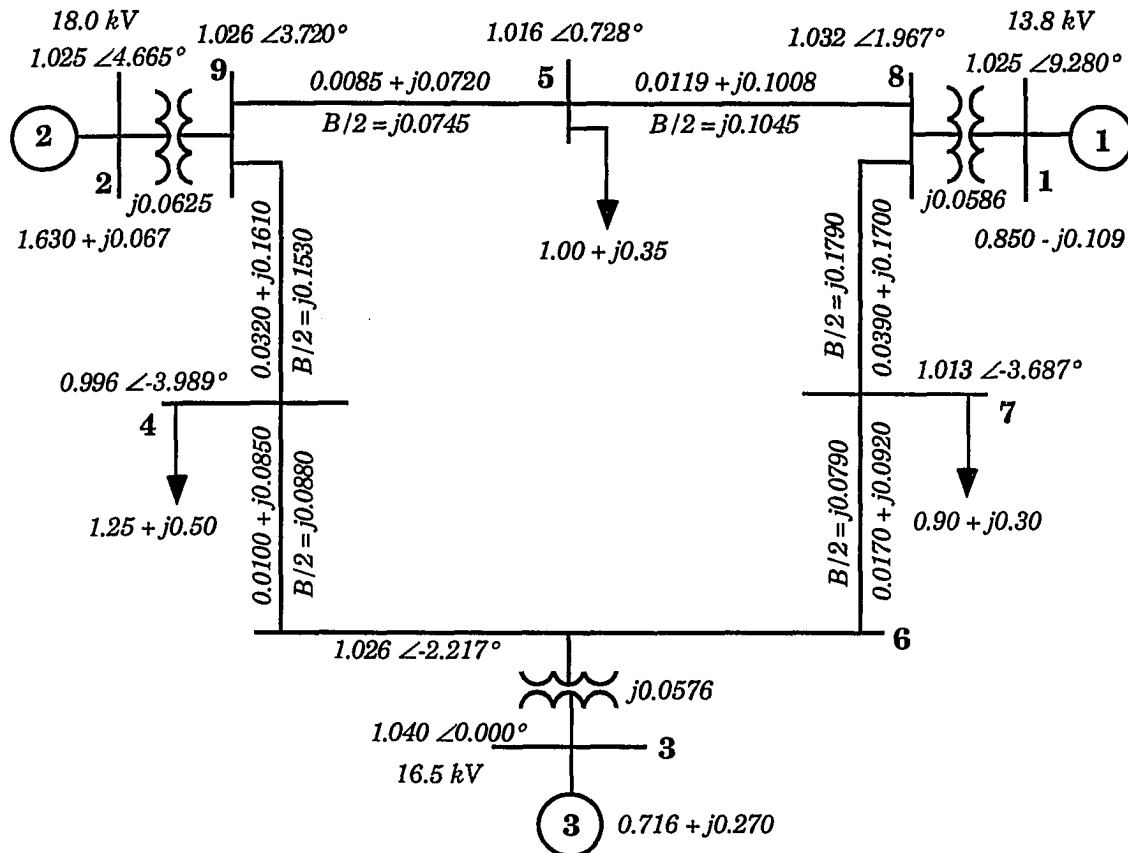 18.0 kV
13.8 kV
1.025 ∠4.665°
1.026 ∠3.720°
1.016 ∠0.728°
1.032 ∠1.967°
1.025 ∠9.280°
9
5
8
0.0085 + j0.0720
0.0119 + j0.1008
B/2 = j0.0745
B/2 = j0.1045
2
1
2
1
j0.0625
j0.0586
1.630 + j0.067
0.850 - j0.109
1.00 + j0.35
0.0320 + j0.1610
B/2 = j0.1530
B/2 = j0.1790
0.0390 + j0.1700
0.996 ∠-3.989°
1.013 ∠-3.687°
4
7
1.25 + j0.50
0.90 + j0.30
0.0100 + j0.0850
B/2 = j0.0880
B/2 = j0.0790
0.0170 + j0.0920
6
1.026 ∠-2.217°
j0.0576
1.040 ∠0.000°
3
16.5 kV
3
0.716 + j0.270